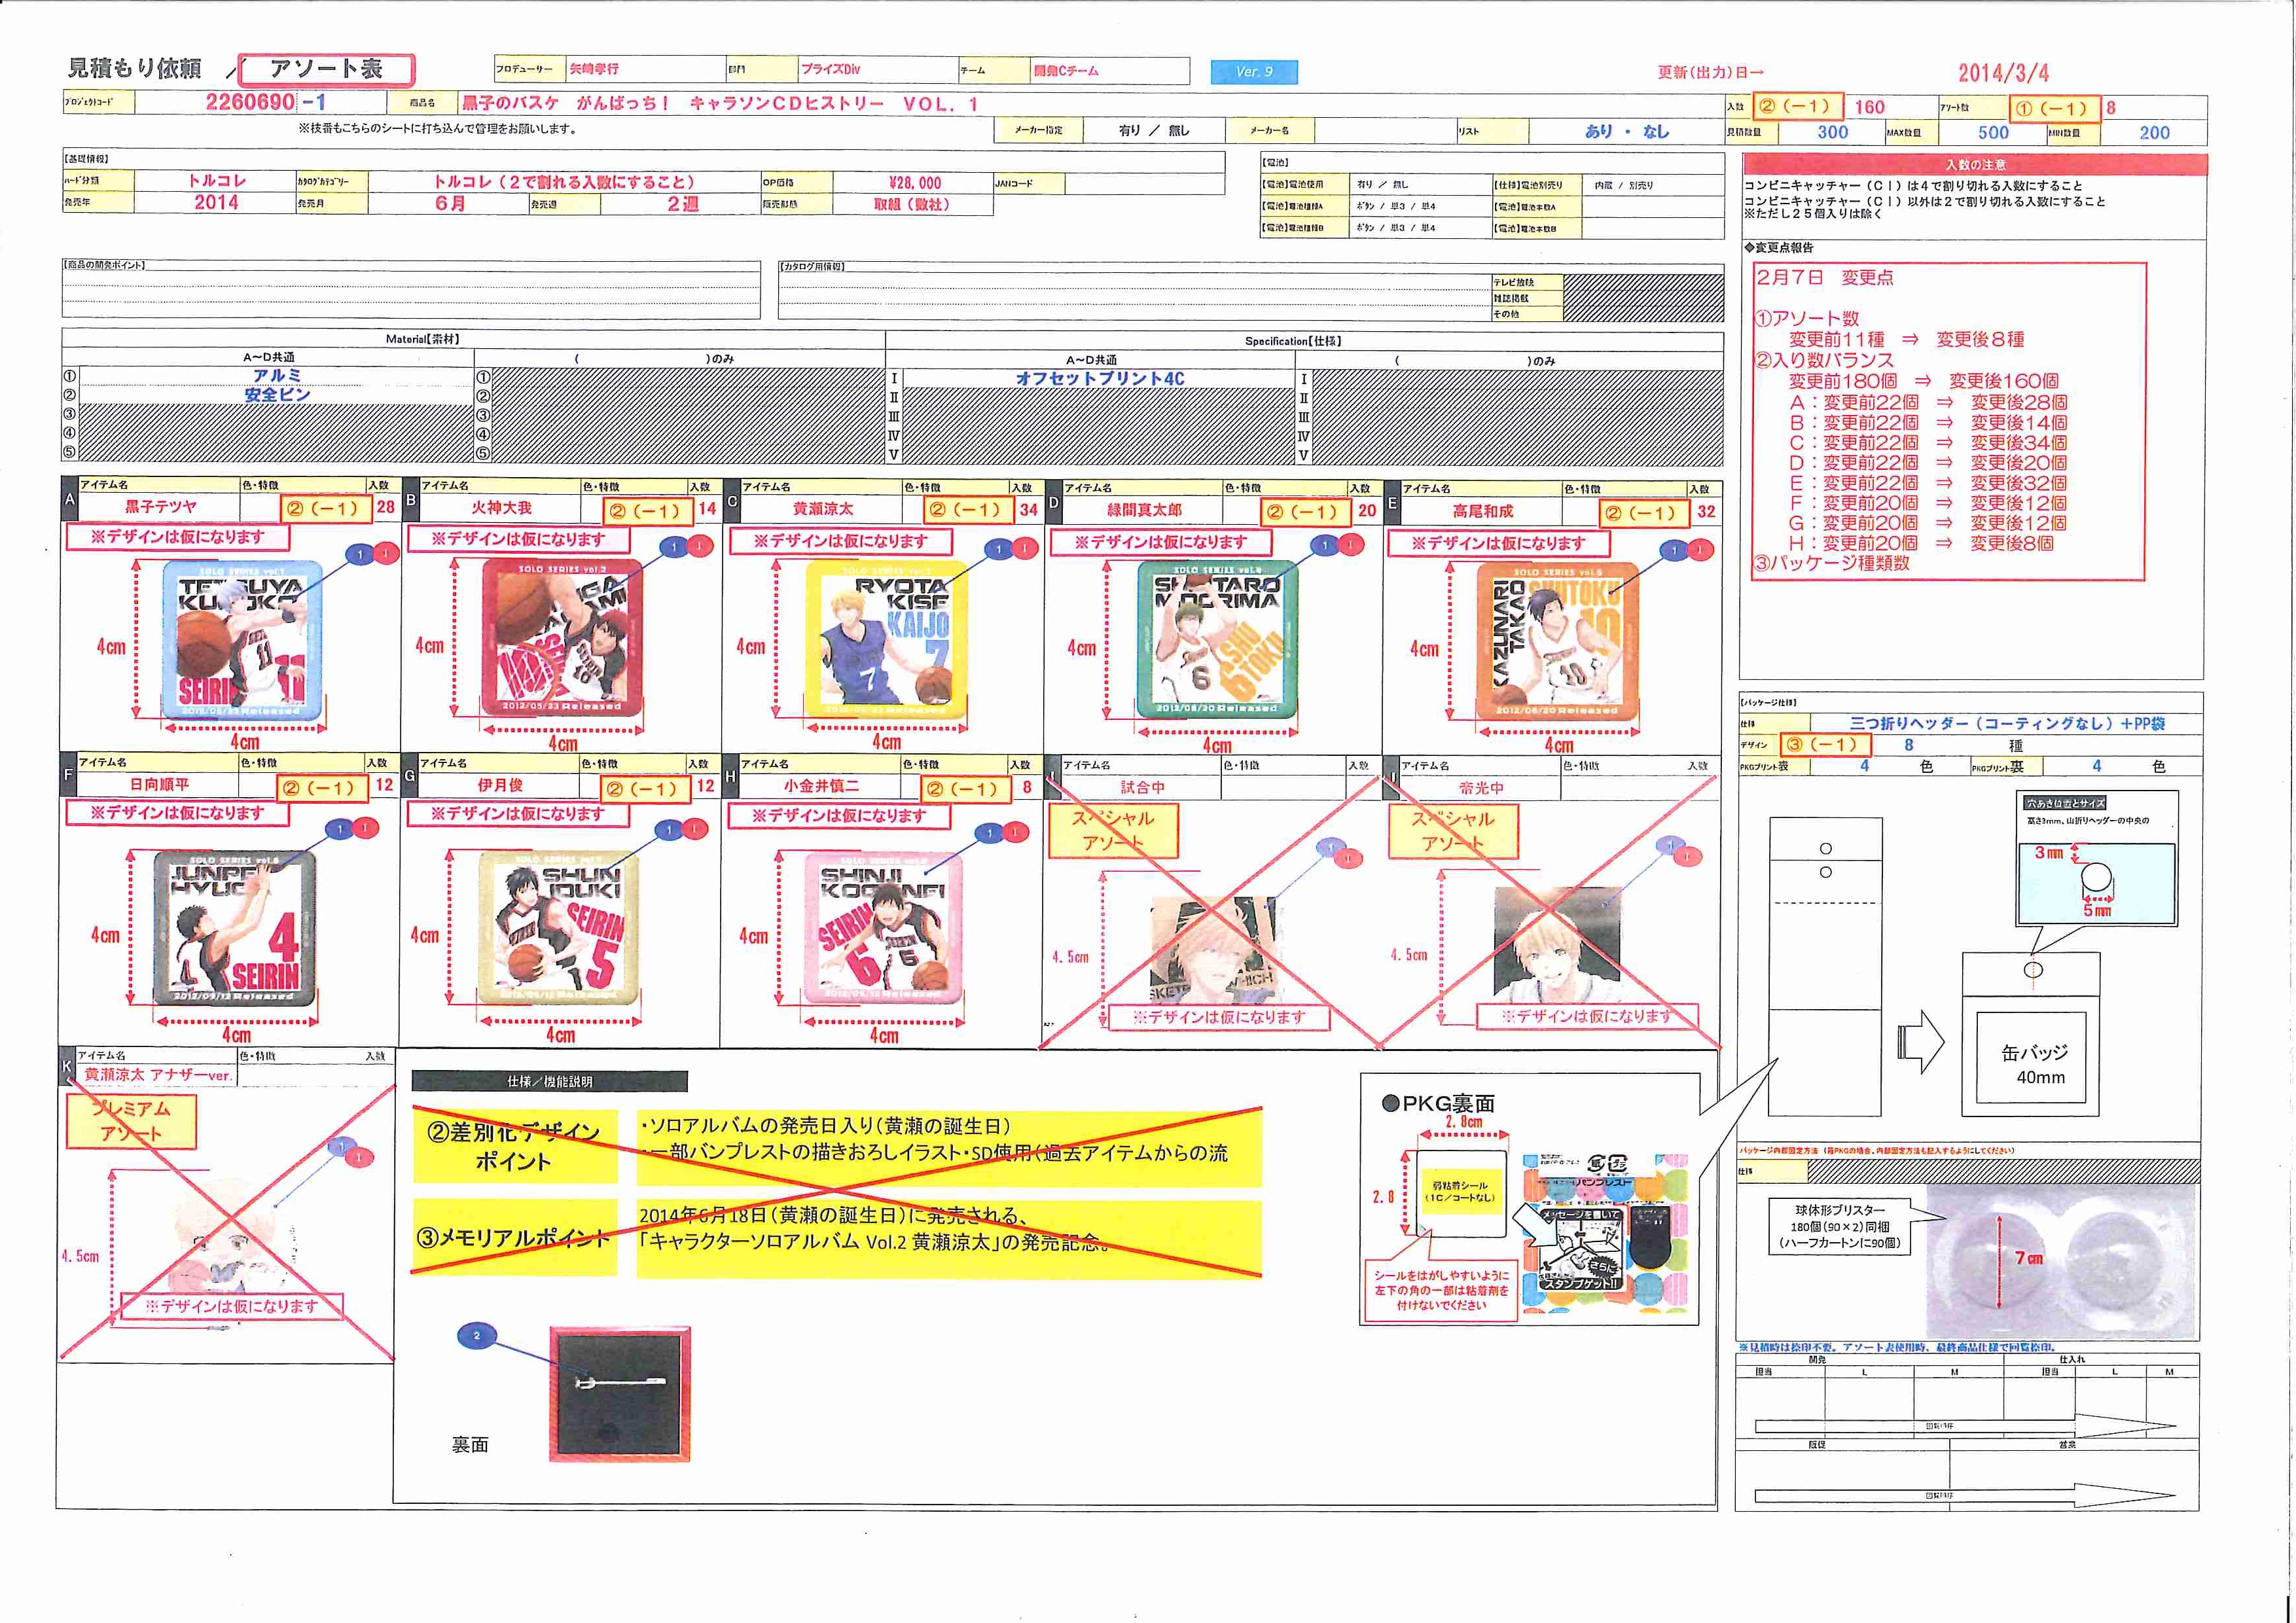 見積もり依頼 / アソート表
プロデューサー 矢崎孝行 部門 プライズDiv チーム 開発Cチーム
Ver. 9
更新(出力)日→ 2014/3/4
プロジェクトコード 2260690 -1 商品名 黒子のバスケ がんばっち! キャラソンCDヒストリー VOL. 1
入数 ②(−1) 160 アソート数 ①(−1) 8
※枝番もこちらのシートに打ち込んで管理をお願いします。
メーカー指定 有り / 無し メーカー名 リスト あり ・ なし
見積数量 300 MAX数量 500 MIN数量 200
【基礎情報】
ハード分類 トルコレ カタログカテゴリー トルコレ(2で割れる入数にすること) OP価格 ¥28,000 JANコード
発売年 2014 発売月 6月 発売週 2週 販売形態 取組(数社)
【電池】
【電池】電池使用 有り / 無し 【仕様】電池別売り 内蔵 / 別売り
【電池】電池種類A ボタン / 単3 / 単4 【電池】電池本数A
【電池】電池種類B ボタン / 単3 / 単4 【電池】電池本数B
入数の注意
コンビニキャッチャー(CI)は4で割り切れる入数にすること
コンビニキャッチャー(CI)以外は2で割り切れる入数にすること
※ただし25個入りは除く
◆変更点報告
2月7日 変更点
①アソート数
変更前11種 ⇒ 変更後8種
②入り数バランス
変更前180個 ⇒ 変更後160個
A:変更前22個 ⇒ 変更後28個
B:変更前22個 ⇒ 変更後14個
C:変更前22個 ⇒ 変更後34個
D:変更前22個 ⇒ 変更後20個
E:変更前22個 ⇒ 変更後32個
F:変更前20個 ⇒ 変更後12個
G:変更前20個 ⇒ 変更後12個
H:変更前20個 ⇒ 変更後8個
③パッケージ種類数
【商品の開発ポイント】
【カタログ用情報】
テレビ放映
雑誌掲載
その他
Material【素材】 Specification【仕様】
A〜D共通 ( )のみ A〜D共通 ( )のみ
① アルミ ① Ⅰ オフセットプリント4C Ⅰ
② 安全ピン ② Ⅱ Ⅱ
③ ③ Ⅲ Ⅲ
④ ④ Ⅳ Ⅳ
⑤ ⑤ Ⅴ Ⅴ
A アイテム名 色・特徴 入数
黒子テツヤ ②(−1) 28
※デザインは仮になります
1 I
SOLO SERIES vol.1
TETSUYA
KUROKO
11
SEIRIN
2012/05/23 Released
4cm
4cm
B アイテム名 色・特徴 入数
火神大我 ②(−1) 14
※デザインは仮になります
1 I
SOLO SERIES vol.2
10
2012/05/23 Released
4cm
4cm
C アイテム名 色・特徴 入数
黄瀬涼太 ②(−1) 34
※デザインは仮になります
1 I
RYOTA
KISE
KAIJO
7
7
4cm
4cm
D アイテム名 色・特徴 入数
緑間真太郎 ②(−1) 20
※デザインは仮になります
1 I
SOLO SERIES vol.4
SHINTARO
MIDORIMA
SHUTOKU
6
6
2012/06/20 Released
4cm
4cm
E アイテム名 色・特徴 入数
高尾和成 ②(−1) 32
※デザインは仮になります
1 I
SOLO SERIES vol.5
KAZUNARI
TAKAO
SHUTOKU
10
10
2012/06/20 Released
4cm
4cm
F アイテム名 色・特徴 入数
日向順平 ②(−1) 12
※デザインは仮になります
1 I
SOLO SERIES vol.6
4
4
SEIRIN
2012/09/12 Released
4cm
4cm
G アイテム名 色・特徴 入数
伊月俊 ②(−1) 12
※デザインは仮になります
1 I
SHUN
IDUKI
SEIRIN
5
4cm
4cm
H アイテム名 色・特徴 入数
小金井慎二 ②(−1) 8
※デザインは仮になります
1 I
SHINJI
KOGANEI
SEIRIN
6
6
4cm
4cm
I アイテム名 色・特徴 入数
試合中
スペシャル
アソート
1 I
4.5cm
※デザインは仮になります
J アイテム名 色・特徴 入数
帝光中
スペシャル
アソート
1 I
4.5cm
※デザインは仮になります
K アイテム名 色・特徴 入数
黄瀬涼太 アナザーver.
プレミアム
アソート
1 I
4.5cm
※デザインは仮になります
仕様/機能説明
②差別化デザイン
ポイント
・ソロアルバムの発売日入り(黄瀬の誕生日)
・一部バンプレストの描きおろしイラスト・SD使用(過去アイテムからの流
③メモリアルポイント
2014年6月18日(黄瀬の誕生日)に発売される、
「キャラクターソロアルバム Vol.2 黄瀬涼太」の発売記念。
2
裏面
●PKG裏面
2.8cm
2.8
弱粘着シール
(1C/コートなし)
シールをはがしやすいように
左下の角の一部は粘着剤を
付けないでください
バンプレスト
メッセージを書いて
さらに
スタンプゲット!!
【パッケージ仕様】
仕様 三つ折りヘッダー(コーティングなし)+PP袋
デザイン ③(−1) 8 種
PKGプリント表 4 色 PKGプリント裏 4 色
穴あき位置とサイズ
高さ3mm、山折りヘッダーの中央の
3mm
5mm
缶バッジ
40mm
パッケージ内部固定方法 (箱PKGの場合、内部固定方法も記入するようにしてください)
仕様
球体形ブリスター
180個(90×2)同梱
(ハーフカートンに90個)
7cm
※見積時は捺印不要。アソート表使用時、最終商品仕様で回覧捺印。
開発 仕入れ
担当 L M 担当 L M
回覧順序
販促 営業
回覧順序